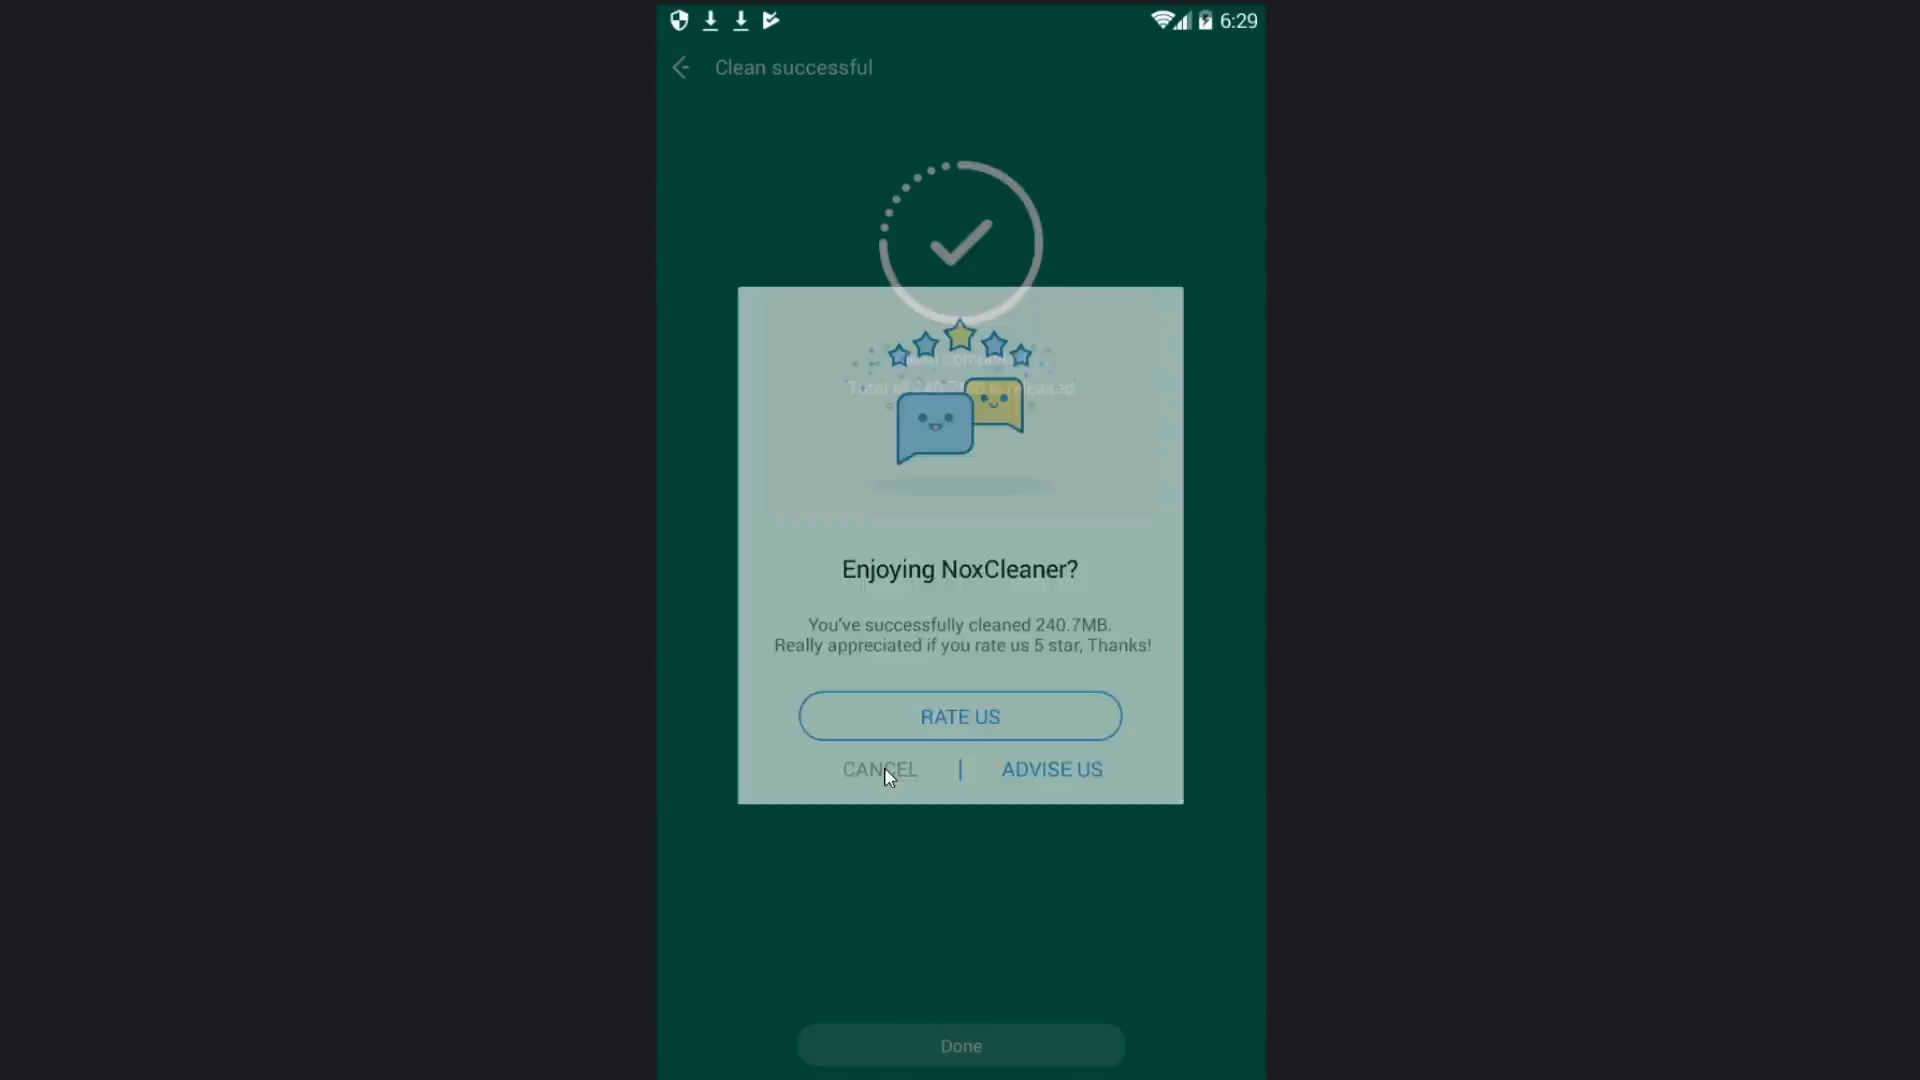 6:29
Clean successful
Enjoying NoxCleaner?
You've successfully cleaned 240.7MB.
Really appreciated if you rate us 5 star, Thanks!
RATE US
CANCEL | ADVISE US
Done